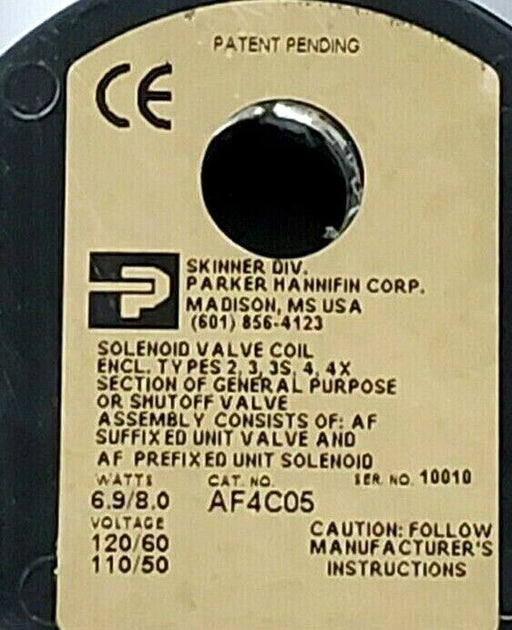 PATENT PENDING
CE
SKINNER DIV.
PARKER HANNIFIN CORP.
MADISON, MS USA
(601) 856-4123
SOLENOID VALVE COIL
ENCL. TYPES 2, 3, 3S, 4, 4X
SECTION OF GENERAL PURPOSE
OR SHUTOFF VALVE
ASSEMBLY CONSISTS OF: AF
SUFFIXED UNIT VALVE AND
AF PREFIXED UNIT SOLENOID
WATTS CAT. NO. SER. NO. 10010
6.9/8.0 AF4C05
VOLTAGE
120/60
110/50
CAUTION: FOLLOW
MANUFACTURER'S
INSTRUCTIONS